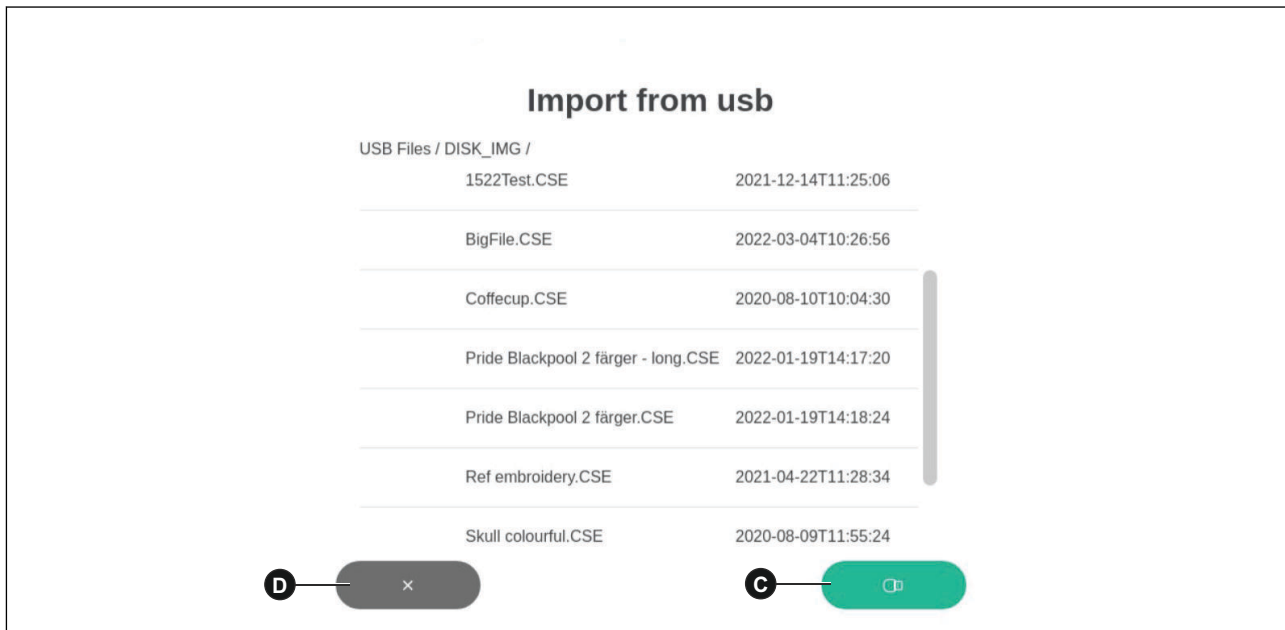 Import from usb
USB Files / DISK_IMG /
1522Test.CSE 2021-12-14T11:25:06
BigFile.CSE 2022-03-04T10:26:56
Coffecup.CSE 2020-08-10T10:04:30
Pride Blackpool 2 färger - long.CSE 2022-01-19T14:17:20
Pride Blackpool 2 färger.CSE 2022-01-19T14:18:24
Ref embroidery.CSE 2021-04-22T11:28:34
Skull colourful.CSE 2020-08-09T11:55:24
D × C